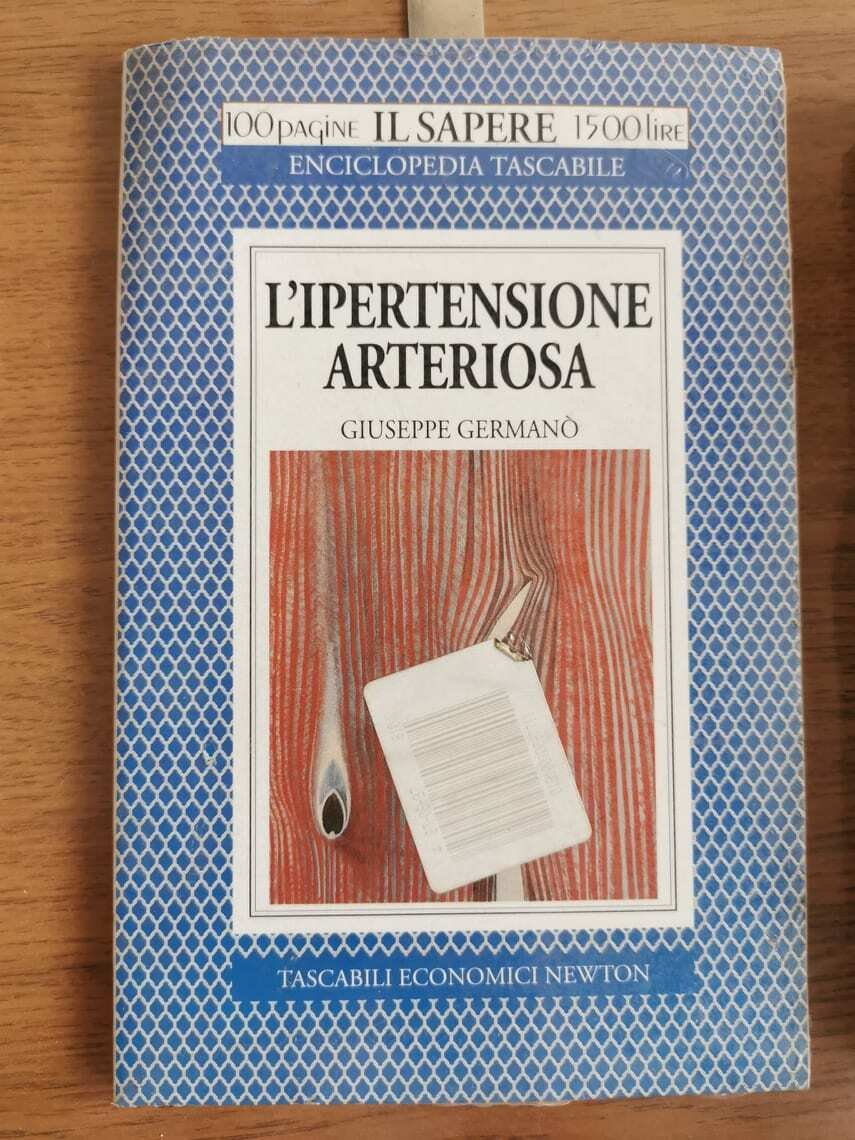 100 pagine IL SAPERE 1500 lire
ENCICLOPEDIA TASCABILE
L'IPERTENSIONE
ARTERIOSA
GIUSEPPE GERMANÒ
TASCABILI ECONOMICI NEWTON